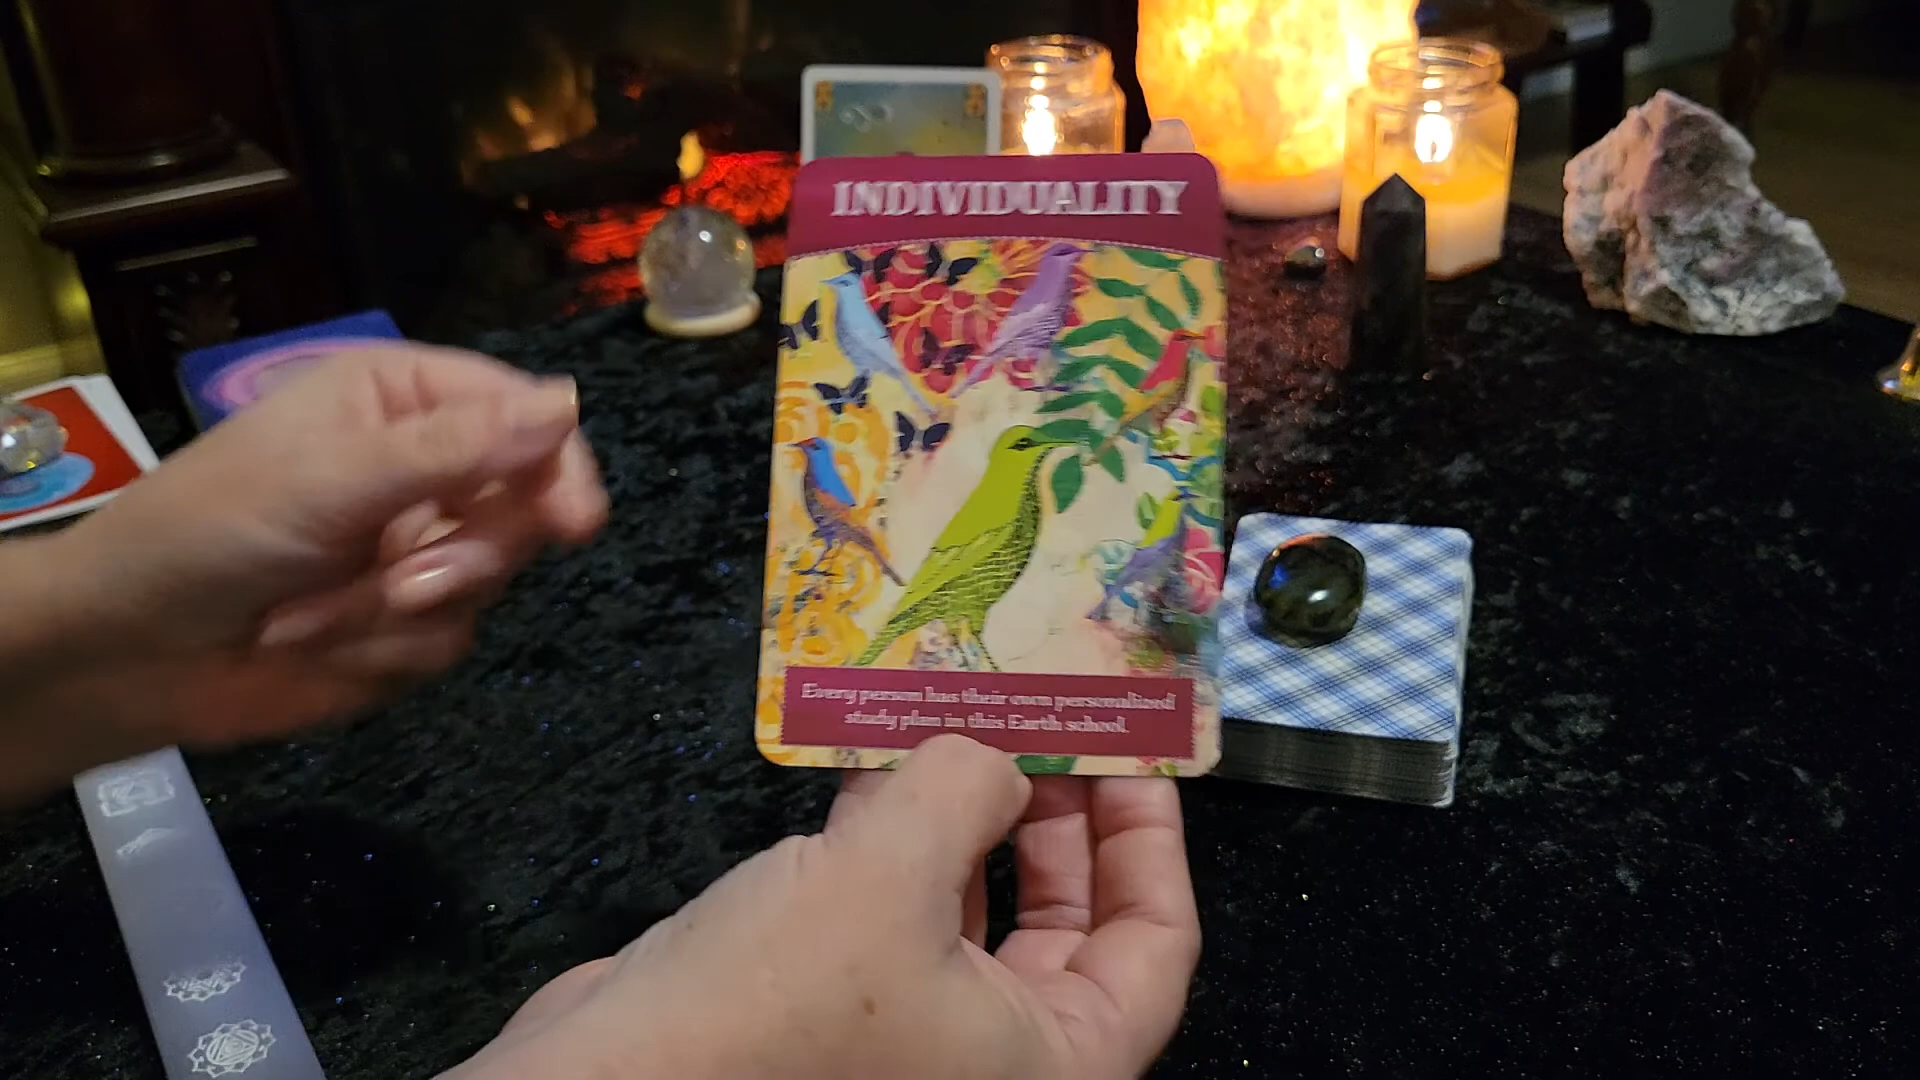 INDIVIDUALITY
Every person has their own personalized
study plan in this Earth school.